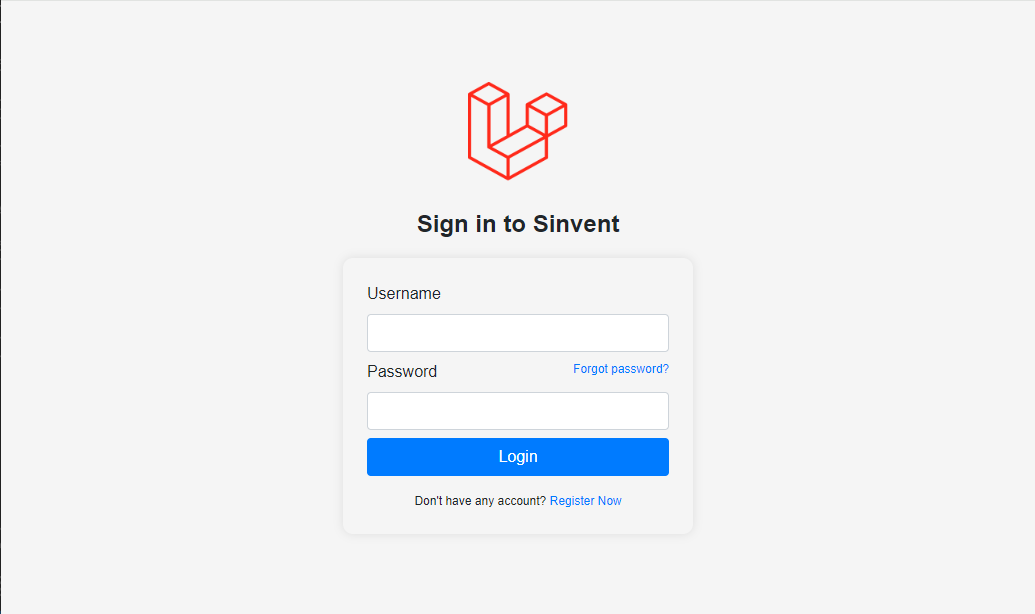 Sign in to Sinvent
Username
Password Forgot password?
Login
Don't have any account? Register Now